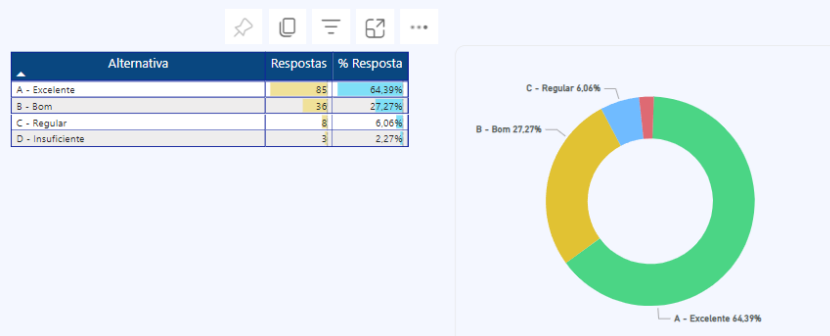 Alternativa Respostas % Resposta
A - Excelente 85 64,39%
B - Bom 36 27,27%
C - Regular 8 6,06%
D - Insuficiente 3 2,27%
C - Regular 6,06%
B - Bom 27,27%
A - Excelente 64,39%